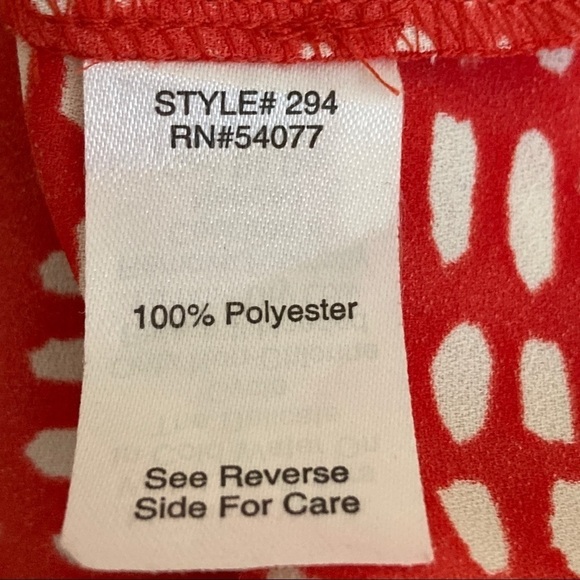 STYLE# 294
RN#54077
100% Polyester
See Reverse
Side For Care